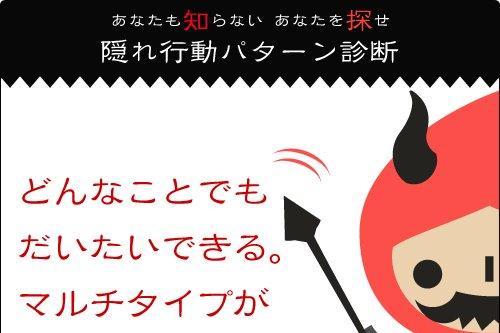 あなたも知らない あなたを探せ
隠れ行動パターン診断
どんなことでも
だいたいできる。
マルチタイプが